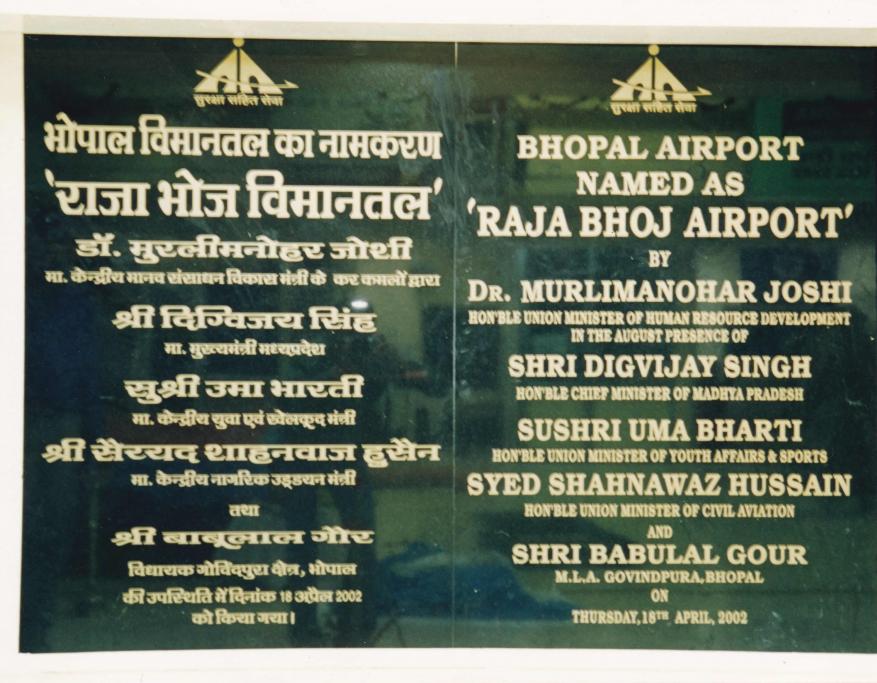 सुरक्षा सहित सेवा
भोपाल विमानतल का नामकरण
'राजा भोज विमानतल'
डॉ. मुरलीमनोहर जोशी
मा. केन्द्रीय मानव संसाधन विकास मंत्री के कर कमलों द्वारा
श्री दिग्विजय सिंह
मा. मुख्यमंत्री मध्यप्रदेश
सुश्री उमा भारती
मा. केन्द्रीय युवा एवं खेलकूद मंत्री
श्री सैय्यद शाहनवाज हुसैन
मा. केन्द्रीय नागरिक उड्डयन मंत्री
तथा
श्री बाबूलाल गौर
विधायक गोविंदपुरा क्षेत्र, भोपाल
की उपस्थिति में दिनांक 18 अप्रैल 2002
को किया गया।
सुरक्षा सहित सेवा
BHOPAL AIRPORT
NAMED AS
'RAJA BHOJ AIRPORT'
BY
DR. MURLIMANOHAR JOSHI
HON'BLE UNION MINISTER OF HUMAN RESOURCE DEVELOPMENT
IN THE AUGUST PRESENCE OF
SHRI DIGVIJAY SINGH
HON'BLE CHIEF MINISTER OF MADHYA PRADESH
SUSHRI UMA BHARTI
HON'BLE UNION MINISTER OF YOUTH AFFAIRS & SPORTS
SYED SHAHNAWAZ HUSSAIN
HON'BLE UNION MINISTER OF CIVIL AVIATION
AND
SHRI BABULAL GOUR
M.L.A. GOVINDPURA, BHOPAL
ON
THURSDAY, 18TH APRIL, 2002